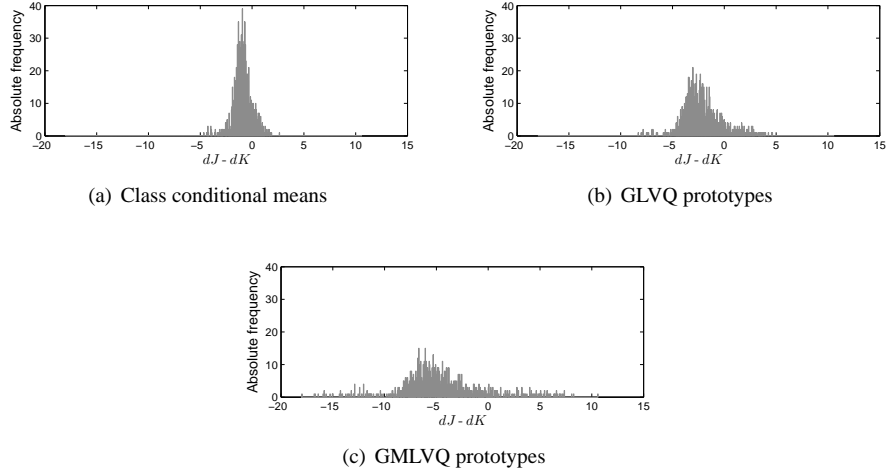 40
30
20
10
0
Absolute frequency
−20 −15 −10 −5 0 5 10 15
dJ - dK
(a) Class conditional means
40
30
20
10
0
Absolute frequency
−20 −15 −10 −5 0 5 10 15
dJ - dK
(b) GLVQ prototypes
40
30
20
10
0
Absolute frequency
−20 −15 −10 −5 0 5 10 15
dJ - dK
(c) GMLVQ prototypes